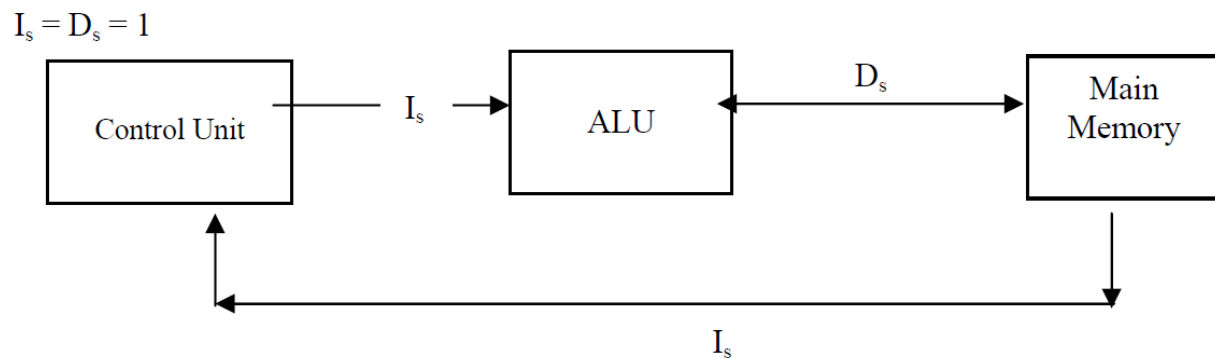 Iₛ = Dₛ = 1
Control Unit
Iₛ
ALU
Dₛ
Main
Memory
Iₛ